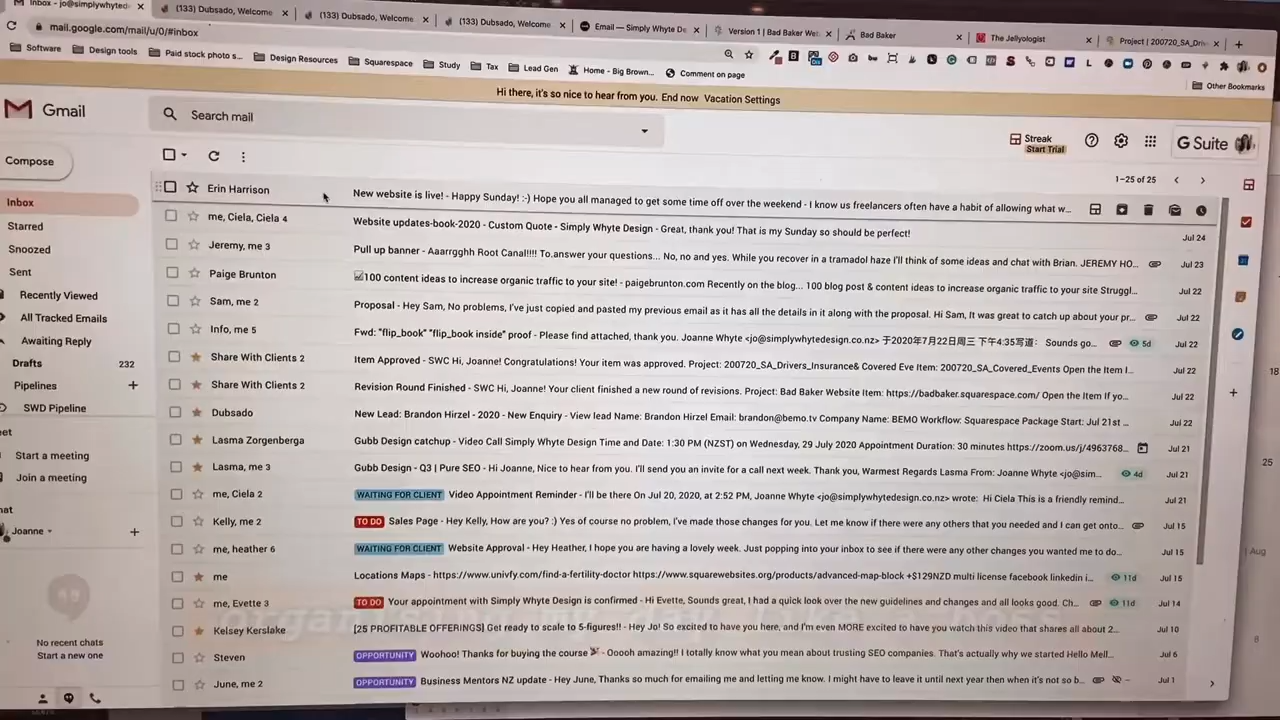 Inbox - jo@simplywhyted
(133) Dubsado, Welcome
(133) Dubsado, Welcome
(133) Dubsado, Welcome
Email — Simply Whyte De
Version 1 | Bad Baker We
Bad Baker
The Jellyologist
Project | 200720_SA_Driv
mail.google.com/mail/u/0/#inbox
Software
Design tools
Paid stock photo s...
Design Resources
Squarespace
Study
Tax
Lead Gen
Home - Big Brown...
Comment on page
Other Bookmarks
Hi there, it's so nice to hear from you. End now Vacation Settings
Gmail
Search mail
Streak
Start Trial
G Suite
Compose
1–25 of 25
Inbox
Starred
Snoozed
Sent
Recently Viewed
All Tracked Emails
Awaiting Reply
Drafts 232
Pipelines
SWD Pipeline
eet
Start a meeting
Join a meeting
hat
Joanne
No recent chats
Start a new one
Erin Harrison New website is live! - Happy Sunday! :-) Hope you all managed to get some time off over the weekend - I know us freelancers often have a habit of allowing what w...
me, Ciela, Ciela 4 Website updates-book-2020 - Custom Quote - Simply Whyte Design - Great, thank you! That is my Sunday so should be perfect! Jul 24
Jeremy, me 3 Pull up banner - Aaarrgghh Root Canal!!!! To.answer your questions... No, no and yes. While you recover in a tramadol haze I'll think of some ideas and chat with Brian. JEREMY HO... Jul 23
Paige Brunton 100 content ideas to increase organic traffic to your site! - paigebrunton.com Recently on the blog... 100 blog post & content ideas to increase organic traffic to your site Struggl... Jul 22
Sam, me 2 Proposal - Hey Sam, No problems, I've just copied and pasted my previous email as it has all the details in it along with the proposal. Hi Sam, It was great to catch up about your pr... Jul 22
Info, me 5 Fwd: "flip_book" "flip_book inside" proof - Please find attached, thank you. Joanne Whyte <jo@simplywhytedesign.co.nz> 于2020年7月22日周三 下午4:35写道： Sounds go... 5d Jul 22
Share With Clients 2 Item Approved - SWC Hi, Joanne! Congratulations! Your item was approved. Project: 200720_SA_Drivers_Insurance& Covered Eve Item: 200720_SA_Covered_Events Open the Item I... Jul 22
Share With Clients 2 Revision Round Finished - SWC Hi, Joanne! Your client finished a new round of revisions. Project: Bad Baker Website Item: https://badbaker.squarespace.com/ Open the Item If yo... Jul 22
Dubsado New Lead: Brandon Hirzel - 2020 - New Enquiry - View lead Name: Brandon Hirzel Email: brandon@bemo.tv Company Name: BEMO Workflow: Squarespace Package Start: Jul 21st ... Jul 22
Lasma Zorgenberga Gubb Design catchup - Video Call Simply Whyte Design Time and Date: 1:30 PM (NZST) on Wednesday, 29 July 2020 Appointment Duration: 30 minutes https://zoom.us/j/4963768... Jul 21
Lasma, me 3 Gubb Design - Q3 | Pure SEO - Hi Joanne, Nice to hear from you. I'll send you an invite for a call next week. Thank you, Warmest Regards Lasma From: Joanne Whyte <jo@sim... 4d Jul 21
me, Ciela 2 WAITING FOR CLIENT Video Appointment Reminder - I'll be there On Jul 20, 2020, at 2:52 PM, Joanne Whyte <jo@simplywhytedesign.co.nz> wrote: Hi Ciela This is a friendly remind... Jul 21
Kelly, me 2 TO DO Sales Page - Hey Kelly, How are you? :) Yes of course no problem, I've made those changes for you. Let me know if there were any others that you needed and I can get onto... Jul 15
me, heather 6 WAITING FOR CLIENT Website Approval - Hey Heather, I hope you are having a lovely week. Just popping into your inbox to see if there were any other changes you wanted me to do... Jul 15
me Locations Maps - https://www.univfy.com/find-a-fertility-doctor https://www.squarewebsites.org/products/advanced-map-block +$129NZD multi license facebook linkedin i... 11d Jul 15
me, Evette 3 TO DO Your appointment with Simply Whyte Design is confirmed - Hi Evette, Sounds great, I had a quick look over the new guidelines and changes and all looks good. Ch... 11d Jul 14
Kelsey Kerslake [25 PROFITABLE OFFERINGS] Get ready to scale to 5-figures!! - Hey Jo! So excited to have you here, and I'm even MORE excited to have you watch this video that shares all about 2... Jul 10
Steven OPPORTUNITY Woohoo! Thanks for buying the course - Ooooh amazing!! I totally know what you mean about trusting SEO companies. That's actually why we started Hello Mell... Jul 6
June, me 2 OPPORTUNITY Business Mentors NZ update - Hey June, Thanks so much for emailing me and letting me know. I might have to leave it until next year then when it's not so b... Jul 1
18
25
Aug
8